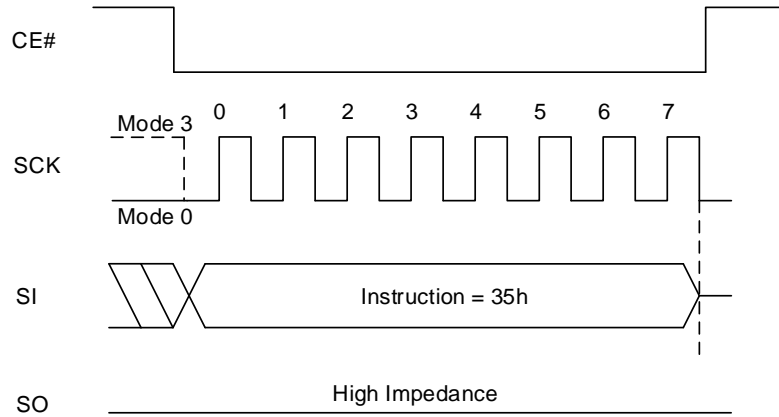 CE#
0 1 2 3 4 5 6 7
Mode 3
SCK
Mode 0
SI
Instruction = 35h
High Impedance
SO